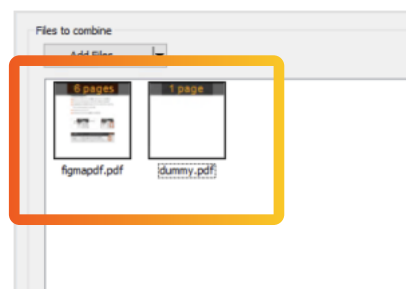 Files to combine
Add Files
6 pages
1 page
figmapdf.pdf
dummy.pdf